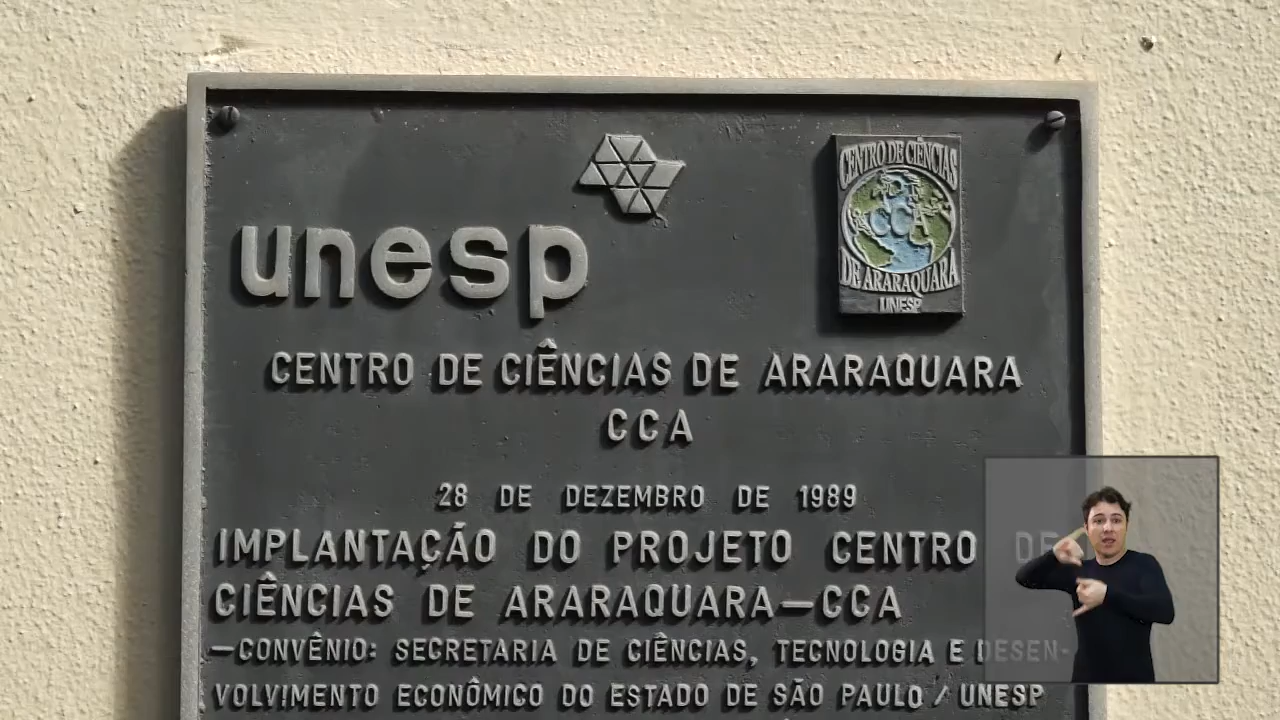 unesp
CENTRO DE CIÊNCIAS
CCA
DE ARARAQUARA
UNESP
CENTRO DE CIÊNCIAS DE ARARAQUARA
CCA
28 DE DEZEMBRO DE 1989
IMPLANTAÇÃO DO PROJETO CENTRO DE
CIÊNCIAS DE ARARAQUARA—CCA
—CONVÊNIO: SECRETARIA DE CIÊNCIAS, TECNOLOGIA E DESEN-
VOLVIMENTO ECONÔMICO DO ESTADO DE SÃO PAULO / UNESP